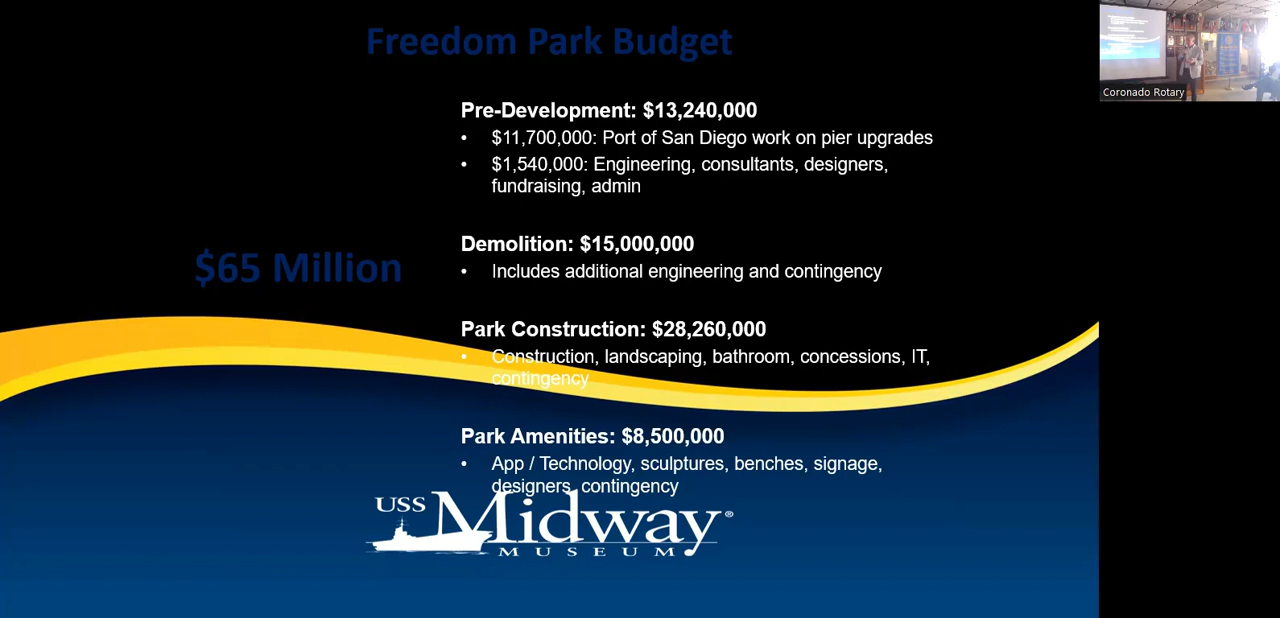 Freedom Park Budget
Pre-Development: $13,240,000
• $11,700,000: Port of San Diego work on pier upgrades
• $1,540,000: Engineering, consultants, designers,
fundraising, admin
Demolition: $15,000,000
• Includes additional engineering and contingency
$65 Million
Park Construction: $28,260,000
• Construction, landscaping, bathroom, concessions, IT,
contingency
Park Amenities: $8,500,000
• App / Technology, sculptures, benches, signage,
designers, contingency
USS Midway®
MUSEUM
Coronado Rotary